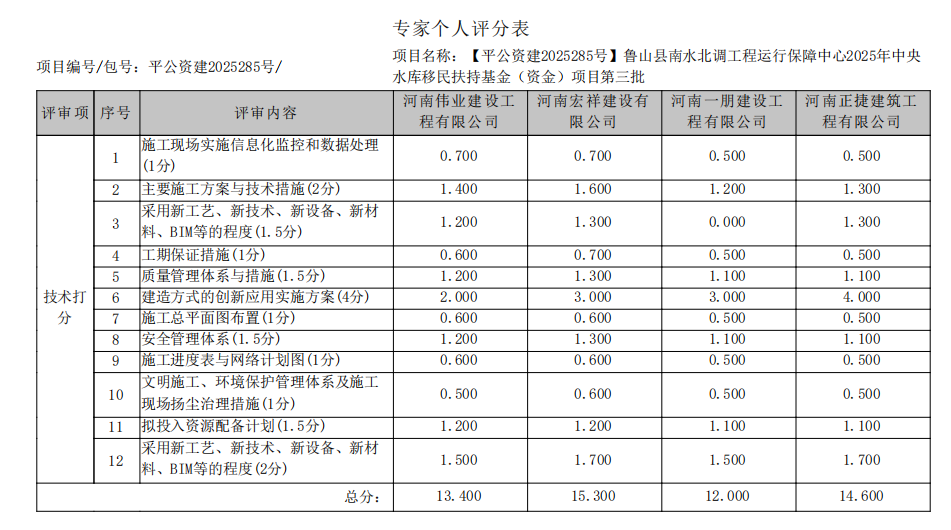 专家个人评分表
项目编号/包号：平公资建2025285号/
项目名称：【平公资建2025285号】鲁山县南水北调工程运行保障中心2025年中央
水库移民扶持基金（资金）项目第三批
评审项 序号 评审内容 河南伟业建设工程有限公司 河南宏祥建设有限公司 河南一朋建设工程有限公司 河南正捷建筑工程有限公司
技术打分
1 施工现场实施信息化监控和数据处理(1分) 0.700 0.700 0.500 0.500
2 主要施工方案与技术措施(2分) 1.400 1.600 1.200 1.300
3 采用新工艺、新技术、新设备、新材料、BIM等的程度(1.5分) 1.200 1.300 0.000 1.300
4 工期保证措施(1分) 0.600 0.700 0.500 0.500
5 质量管理体系与措施(1.5分) 1.200 1.300 1.100 1.100
6 建造方式的创新应用实施方案(4分) 2.000 3.000 3.000 4.000
7 施工总平面图布置(1分) 0.600 0.600 0.500 0.500
8 安全管理体系(1.5分) 1.200 1.300 1.100 1.100
9 施工进度表与网络计划图(1分) 0.600 0.600 0.500 0.500
10 文明施工、环境保护管理体系及施工现场扬尘治理措施(1分) 0.500 0.600 0.500 0.500
11 拟投入资源配备计划(1.5分) 1.200 1.200 1.100 1.100
12 采用新工艺、新技术、新设备、新材料、BIM等的程度(2分) 1.500 1.700 1.500 1.700
总分： 13.400 15.300 12.000 14.600